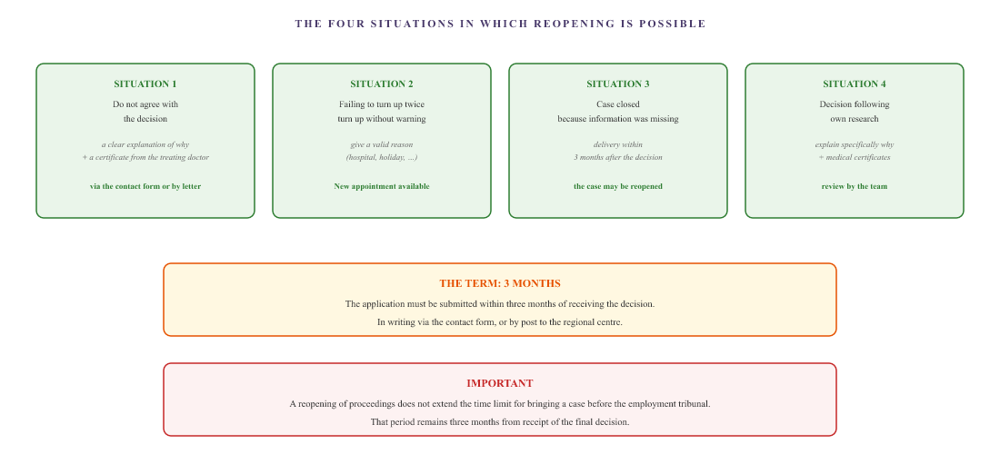 THE FOUR SITUATIONS IN WHICH REOPENING IS POSSIBLE
SITUATION 1
Do not agree with
the decision
a clear explanation of why
+ a certificate from the treating doctor
via the contact form or by letter
SITUATION 2
Failing to turn up twice
turn up without warning
give a valid reason
(hospital, holiday, ...)
New appointment available
SITUATION 3
Case closed
because information was missing
delivery within
3 months after the decision
the case may be reopened
SITUATION 4
Decision following
own research
explain specifically why
+ medical certificates
review by the team
THE TERM: 3 MONTHS
The application must be submitted within three months of receiving the decision.
In writing via the contact form, or by post to the regional centre.
IMPORTANT
A reopening of proceedings does not extend the time limit for bringing a case before the employment tribunal.
That period remains three months from receipt of the final decision.